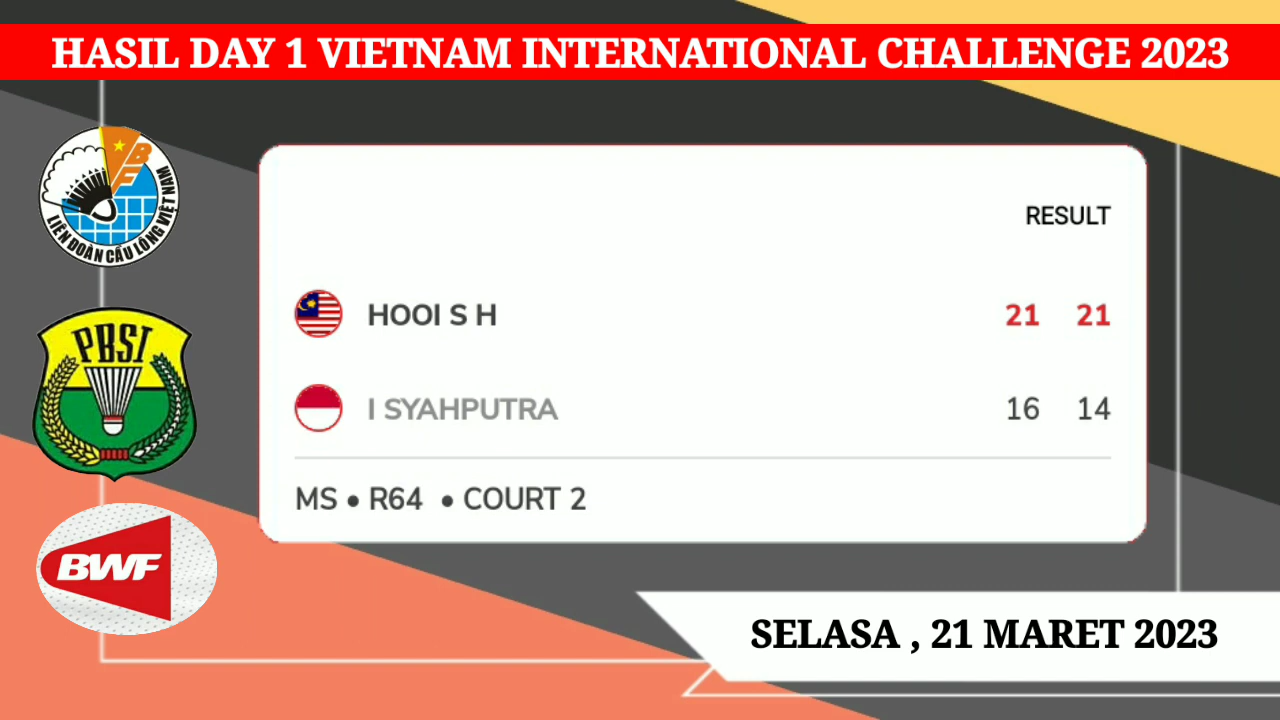 HASIL DAY 1 VIETNAM INTERNATIONAL CHALLENGE 2023
BF
LIÊN ĐOÀN CẦU LÔNG VIỆT NAM
RESULT
HOOI S H 21 21
PBSI
I SYAHPUTRA 16 14
MS • R64 • COURT 2
BWF
SELASA , 21 MARET 2023